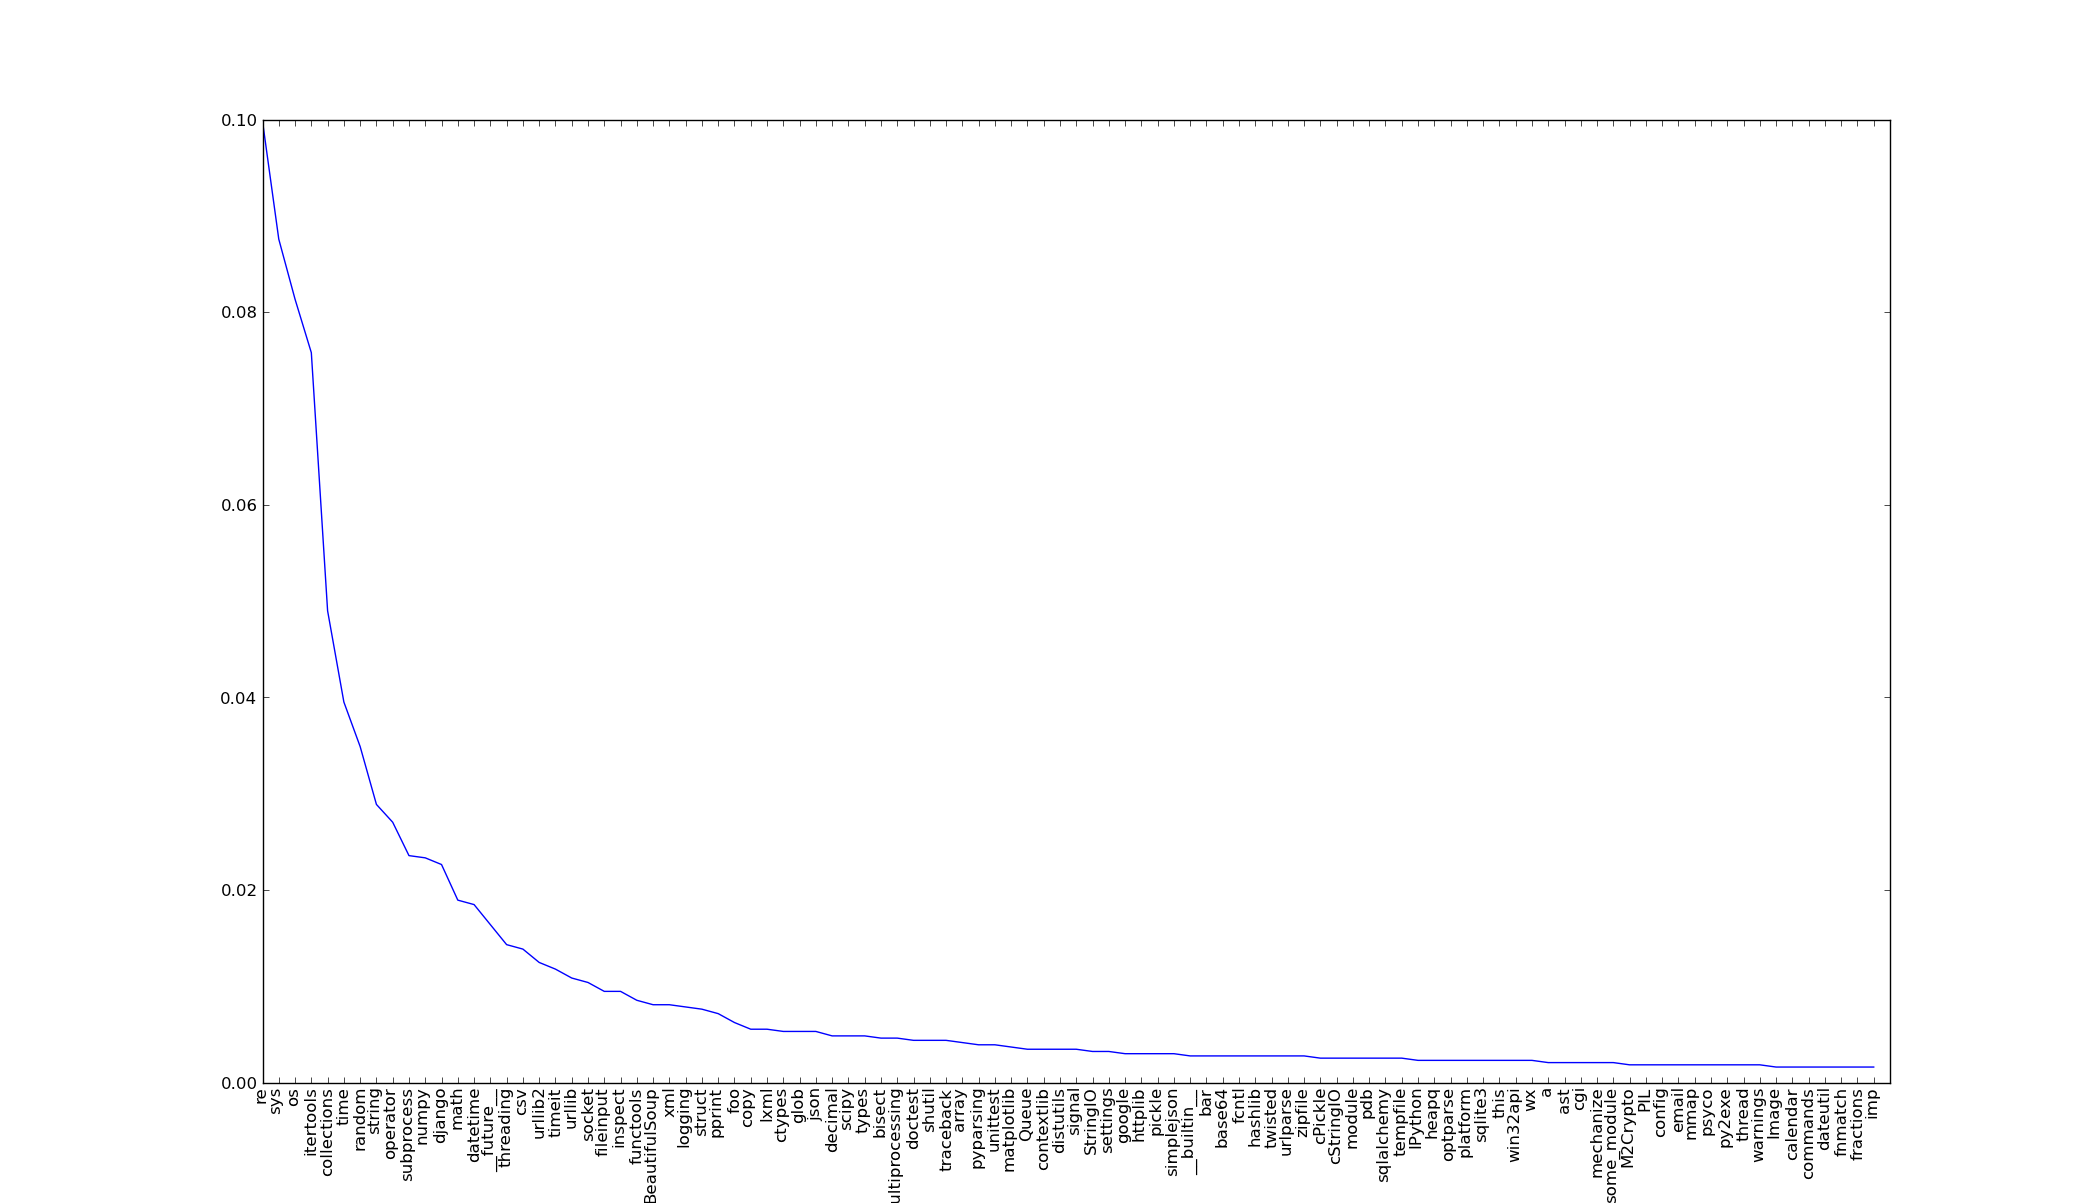 0.10
0.08
0.06
0.04
0.02
0.00
re
sys
os
itertools
collections
time
random
string
operator
subprocess
numpy
django
math
datetime
__future__
threading
csv
urllib2
timeit
urllib
socket
fileinput
inspect
functools
BeautifulSoup
xml
logging
struct
pprint
foo
copy
lxml
ctypes
glob
json
decimal
scipy
types
bisect
ultiprocessing
doctest
shutil
traceback
array
pyparsing
unittest
matplotlib
Queue
contextlib
distutils
signal
StringIO
settings
google
httplib
pickle
simplejson
__builtin__
bar
base64
fcntl
hashlib
twisted
urlparse
zipfile
cPickle
cStringIO
module
pdb
sqlalchemy
tempfile
IPython
heapq
optparse
platform
sqlite3
this
win32api
wx
a
ast
cgi
mechanize
some_module
M2Crypto
PIL
config
email
mmap
psyco
py2exe
thread
warnings
Image
calendar
commands
dateutil
fnmatch
fractions
imp